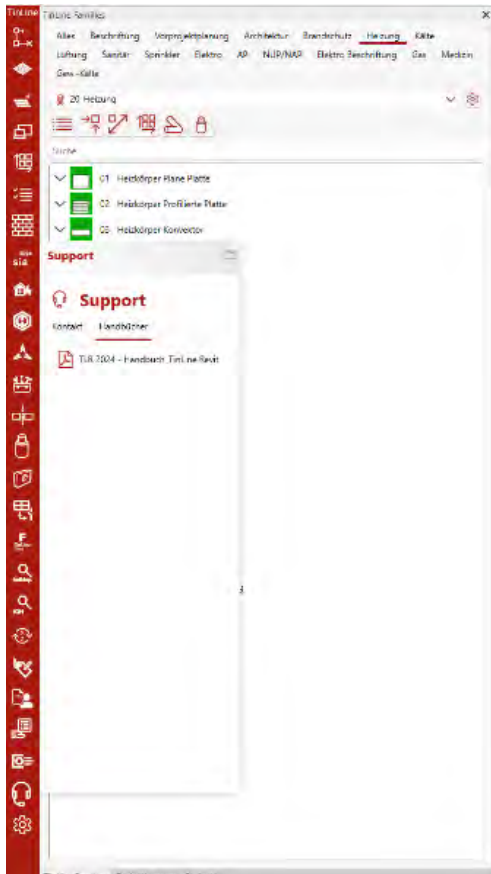 TinLine
TinLine Families
Alles Beschriftung Vorprojektplanung Architektur Brandschutz Heizung Kälte
Lüftung Sanitär Sprinkler Elektro AP NUP/NAP Elektro Beschriftung Gas Medizin
Gew.-Kälte
20 Heizung
Suche
01 Heizkörper Plane Platte
02 Heizkörper Profilierte Platte
03 Heizkörper Konvektor
Support
Support
Kontakt Handbücher
TLR 2024 - Handbuch TinLine Revit
sia